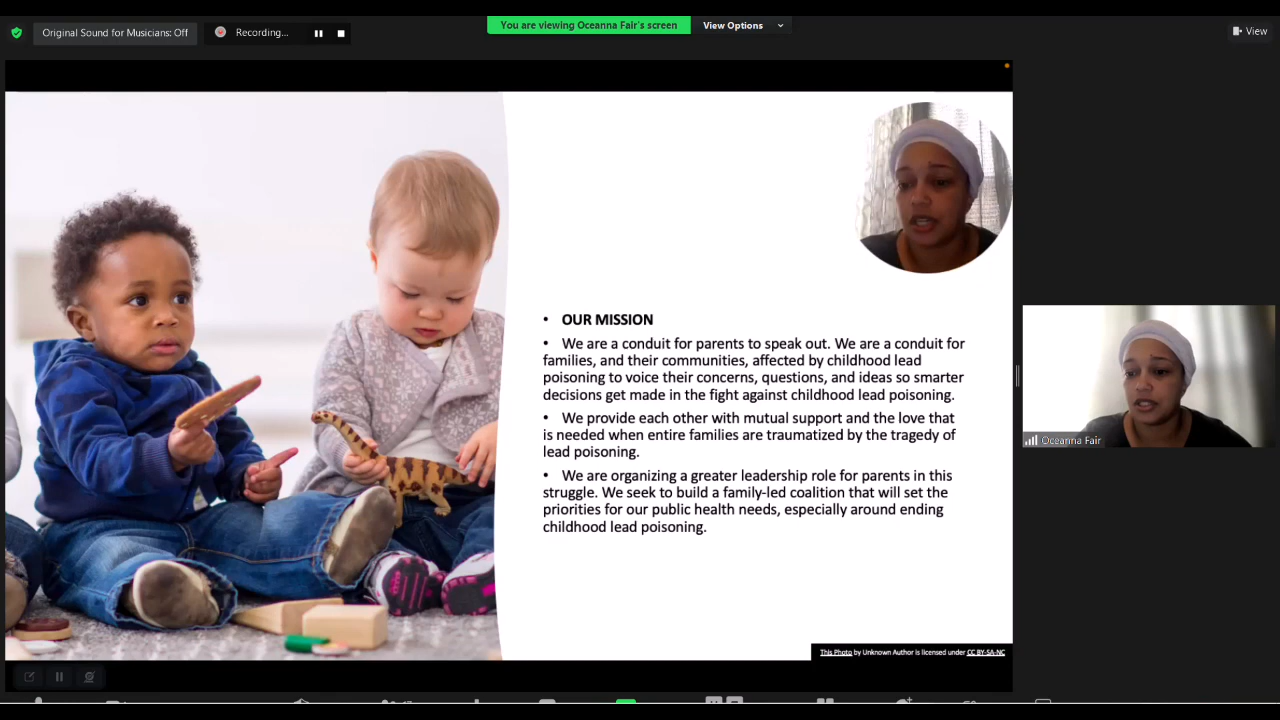 You are viewing Oceanna Fair's screen
View Options
Original Sound for Musicians: Off
Recording...
View
• OUR MISSION
• We are a conduit for parents to speak out. We are a conduit for
families, and their communities, affected by childhood lead
poisoning to voice their concerns, questions, and ideas so smarter
decisions get made in the fight against childhood lead poisoning.
• We provide each other with mutual support and the love that
is needed when entire families are traumatized by the tragedy of
lead poisoning.
• We are organizing a greater leadership role for parents in this
struggle. We seek to build a family-led coalition that will set the
priorities for our public health needs, especially around ending
childhood lead poisoning.
Oceanna Fair
This Photo by Unknown Author is licensed under CC BY-SA-NC